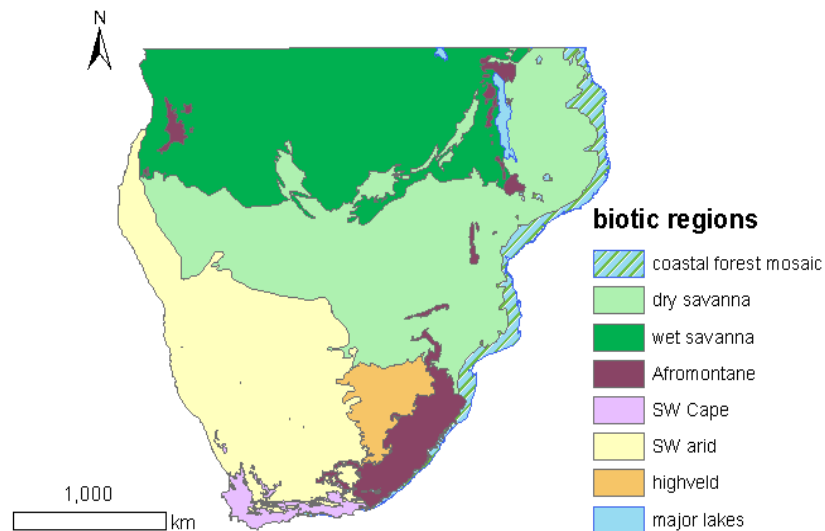 N
biotic regions
coastal forest mosaic
dry savanna
wet savanna
Afromontane
SW Cape
SW arid
highveld
major lakes
1,000
km